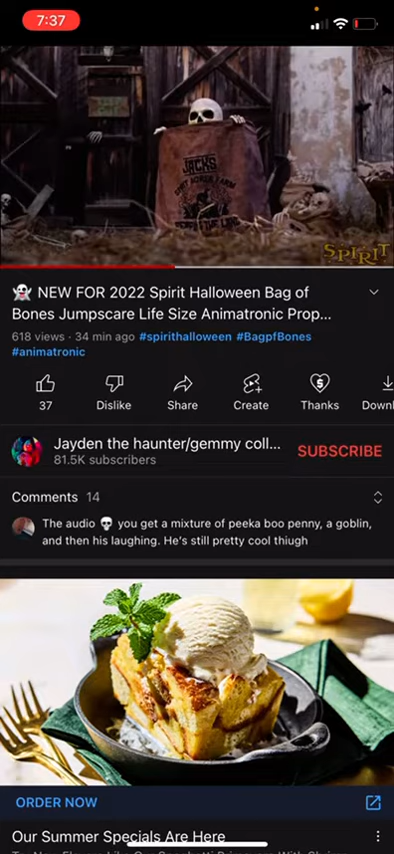 7:37
JACKS
SPIRIT
👻 NEW FOR 2022 Spirit Halloween Bag of
Bones Jumpscare Life Size Animatronic Prop...
618 views · 34 min ago #spirithalloween #BagpfBones
#animatronic
37 Dislike Share Create Thanks Downl
Jayden the haunter/gemmy coll... SUBSCRIBE
81.5K subscribers
Comments 14
The audio 💀 you get a mixture of peeka boo penny, a goblin,
and then his laughing. He's still pretty cool thiugh
ORDER NOW
Our Summer Specials Are Here